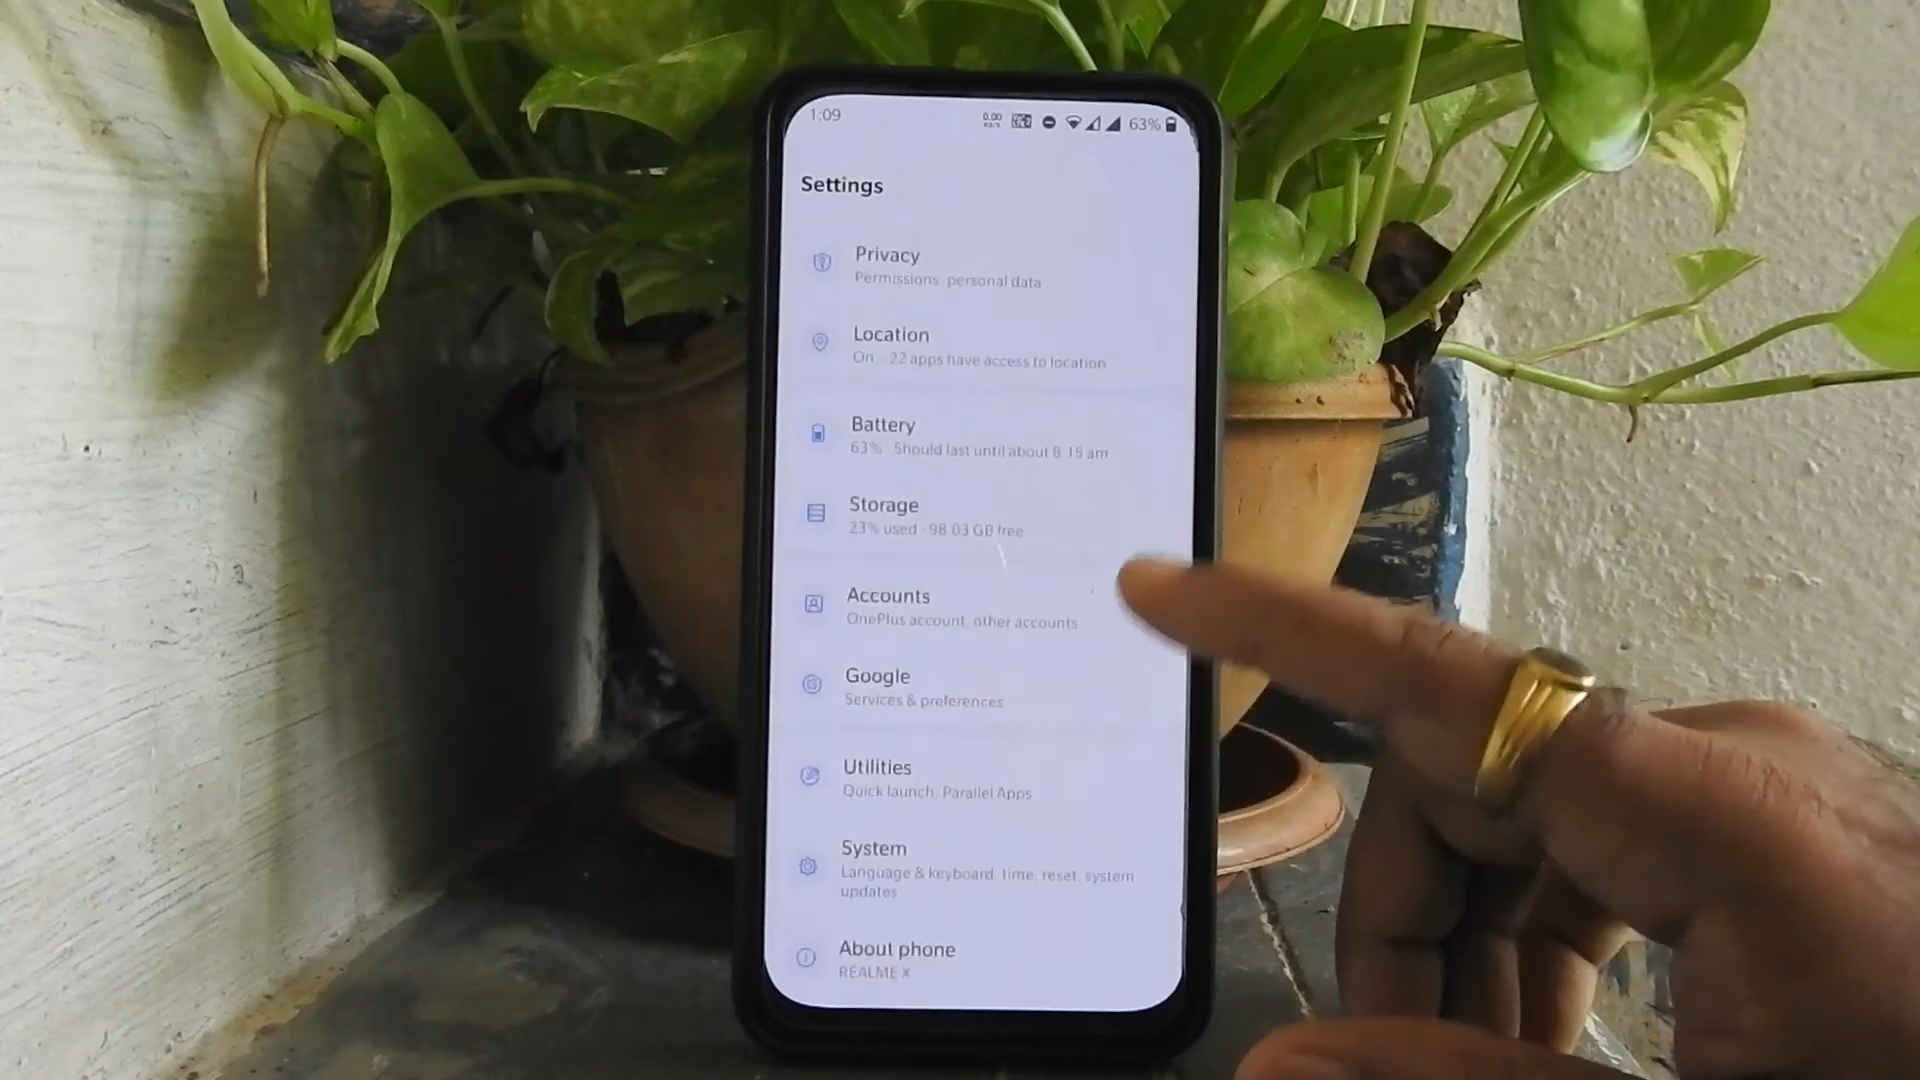 1:09
0.00
63%
Settings
Privacy
Permissions, personal data
Location
On - 22 apps have access to location
Battery
63% - Should last until about 8:15 am
Storage
23% used - 98.03 GB free
Accounts
OnePlus account, other accounts
Google
Services & preferences
Utilities
Quick launch, Parallel Apps
System
Language & keyboard, time, reset, system
updates
About phone
REALME X